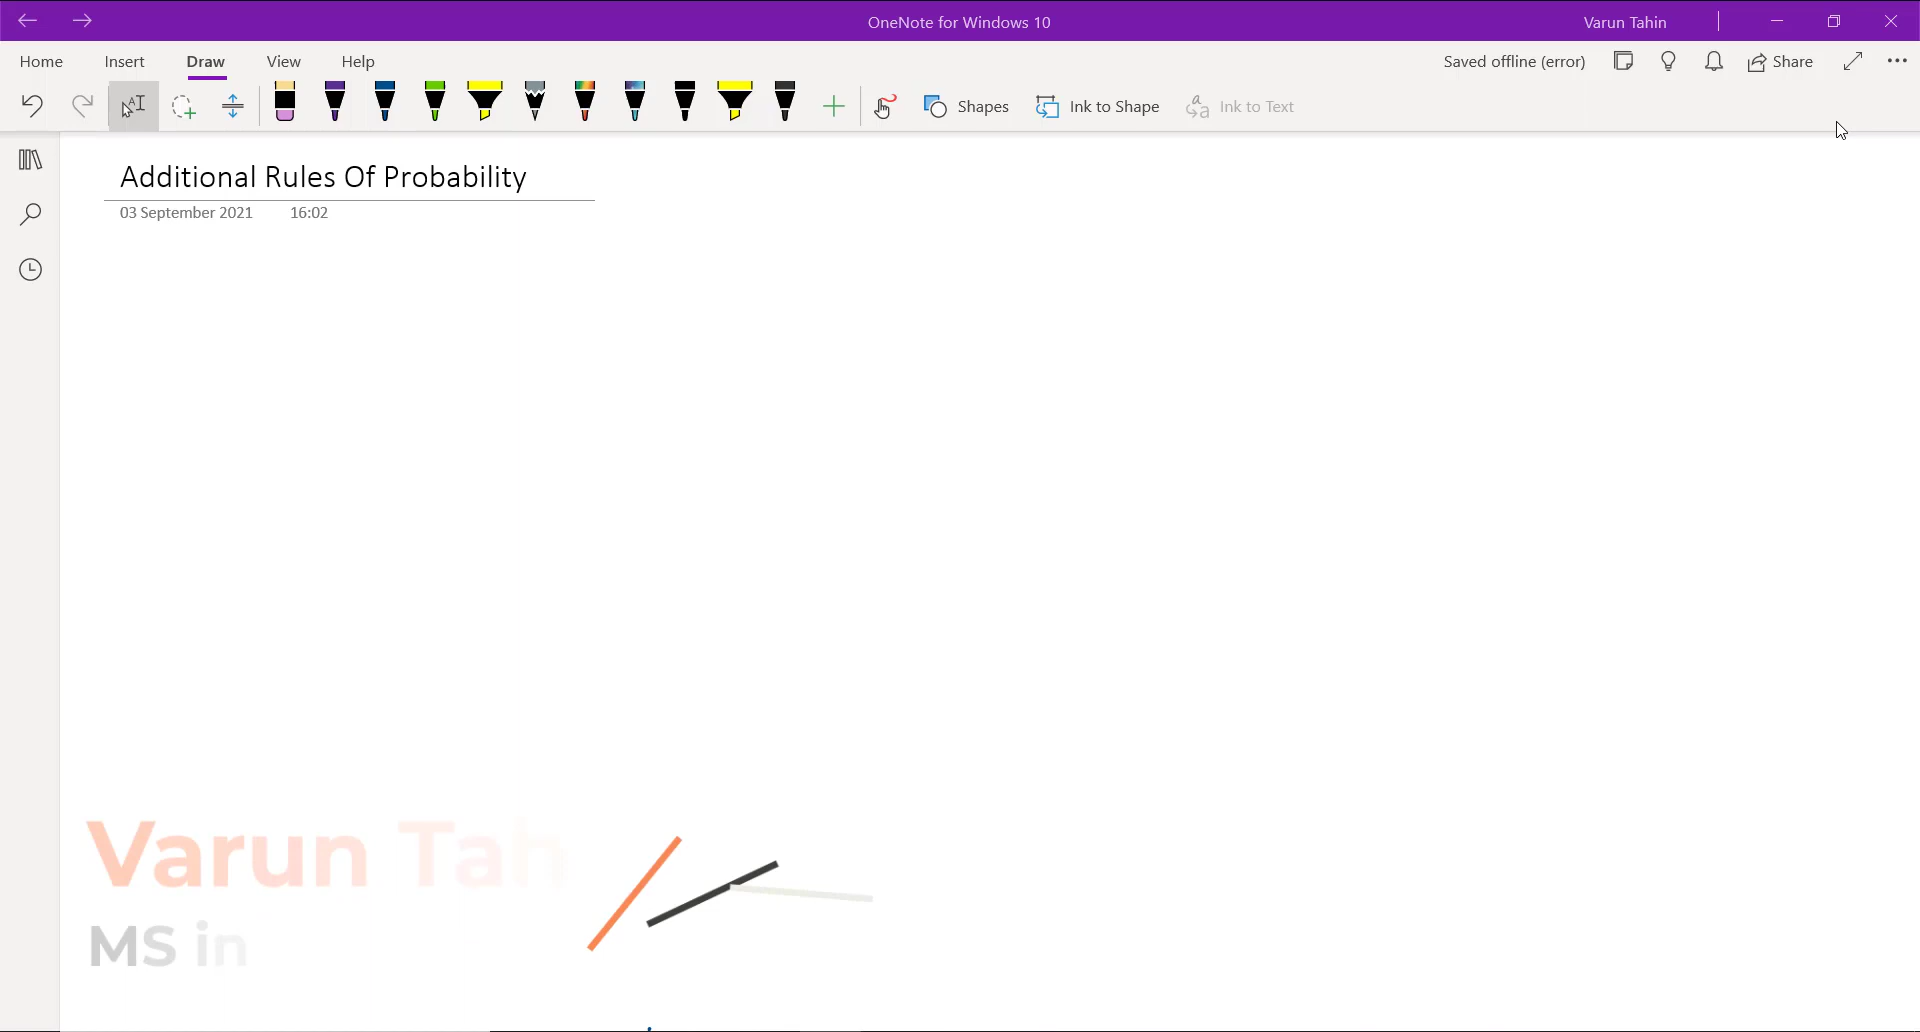 OneNote for Windows 10
Varun Tahin
Home Insert Draw View Help
Saved offline (error) Share
Shapes Ink to Shape Ink to Text
Additional Rules Of Probability
03 September 2021 16:02
Varun Tah
MS in